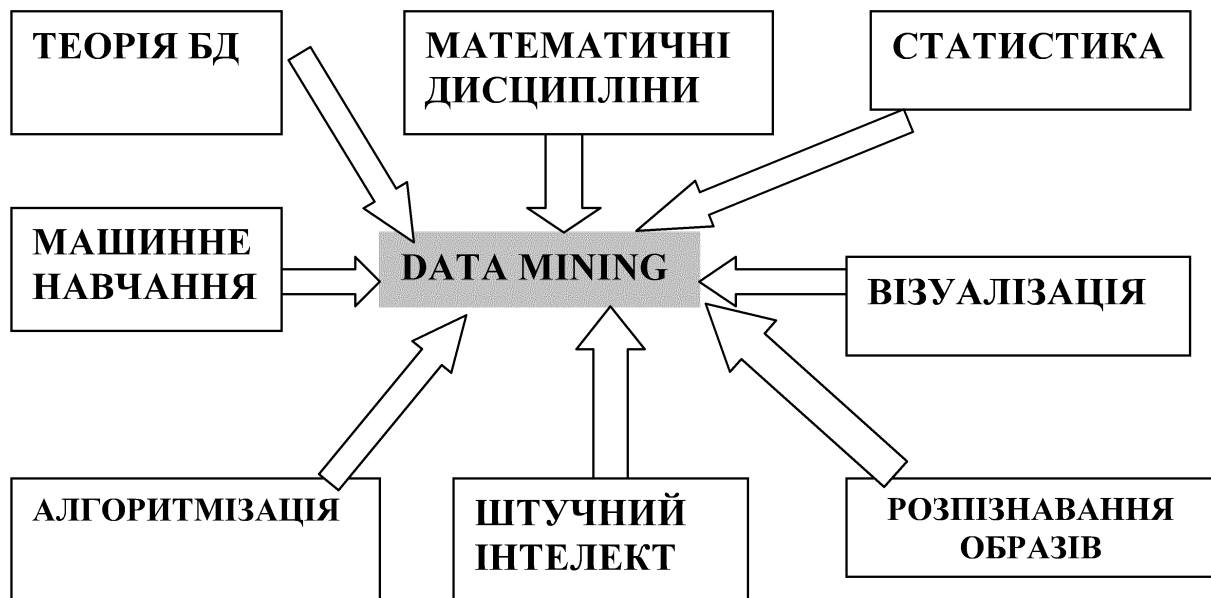 ТЕОРІЯ БД
МАТЕМАТИЧНІ
ДИСЦИПЛІНИ
СТАТИСТИКА
МАШИННЕ
НАВЧАННЯ
DATA MINING
ВІЗУАЛІЗАЦІЯ
АЛГОРИТМІЗАЦІЯ
ШТУЧНИЙ
ІНТЕЛЕКТ
РОЗПІЗНАВАННЯ
ОБРАЗІВ